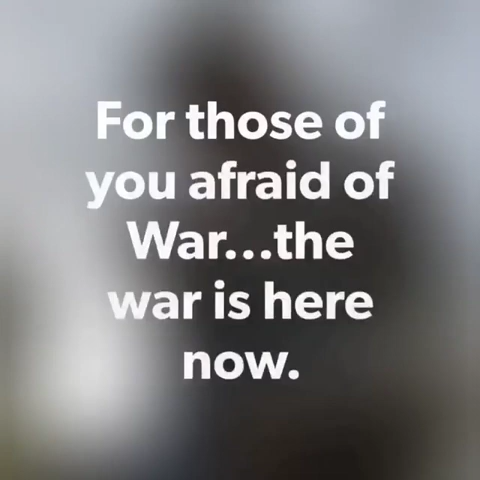 For those of
you afraid of
War...the
war is here
now.